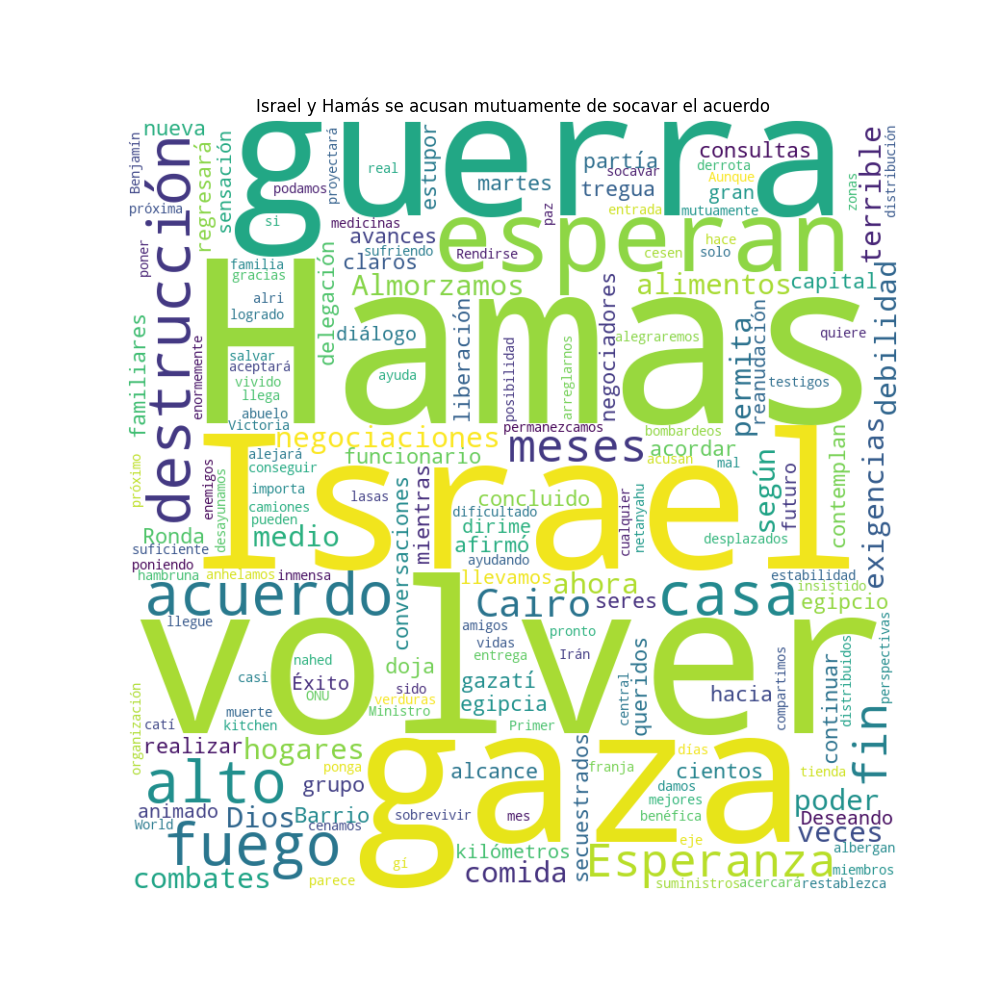 Israel y Hamás se acusan mutuamente de socavar el acuerdo
guerra
Hamas
Israel
volver
gaza
esperan
destrucción
acuerdo
casa
alto
fuego
fin
Esperanza
meses
Cairo
terrible
debilidad
exigencias
nueva
Benjamín
próxima
poner
regresará
sensación
si
podamos
proyectará
real
medicinas
estupor
avances
sufriendo
claros
Almorzamos
martes
Rendirse
paz
partía
socavar
tregua
entrada
consultas
derrota
Aunque
gran
mutuamente
zonas
distribución
cesen
hace
solo
alimentos
capital
familia
gracias
alri
logrado
delegación
diálogo
liberación
posibilidad
arreglarnos
negociadores
alegraremos
permita
reanudación
quiere
testigos
familiares
enormemente
salvar
aceptará
vivido
llega
abuelo
Victoria
ayuda
permanezcamos
bombardeos
negociaciones
funcionario
acordar
acusan
mal
según
futuro
contemplan
próximo
enemigos
desayunamos
alejará
conseguir
importa
camiones
pueden
lasas
conversaciones
mientras
concluido
dificultado
dirime
afirmó
ayudando
cualquier
netanyahu
desplazados
Ronda
suficiente
poniendo
hambruna
anhelamos
medio
inmensa
llevamos
ahora
seres
estabilidad
insistido
egipcio
llegue
amigos
vidas
pronto
entrega
Irán
nahed
ONU
Éxito
casi
doja
sido
verduras
Ministro
gazatí
egipcia
Primer
central
queridos
hacia
compartimos
continuar
distribuidos
perspectivas
organización
catí
muerte
kitchen
realizar
hogares
ponga
grupo
alcance
secuestrados
franja
días
cientos
tienda
damos
mejores
benéfica
poder
animado
World
Dios
Barrio
cenamos
sobrevivir
mes
eje
Deseando
veces
albergan
combates
parece
gí
kilómetros
comida
suministros
acercará
restablezca
miembros